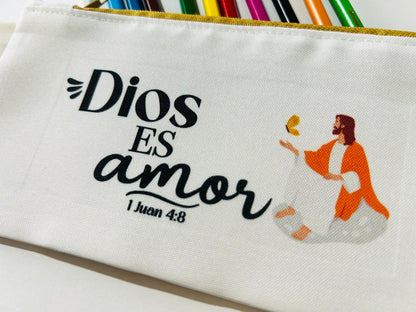 Dios
ES
amor
1 Juan 4:8